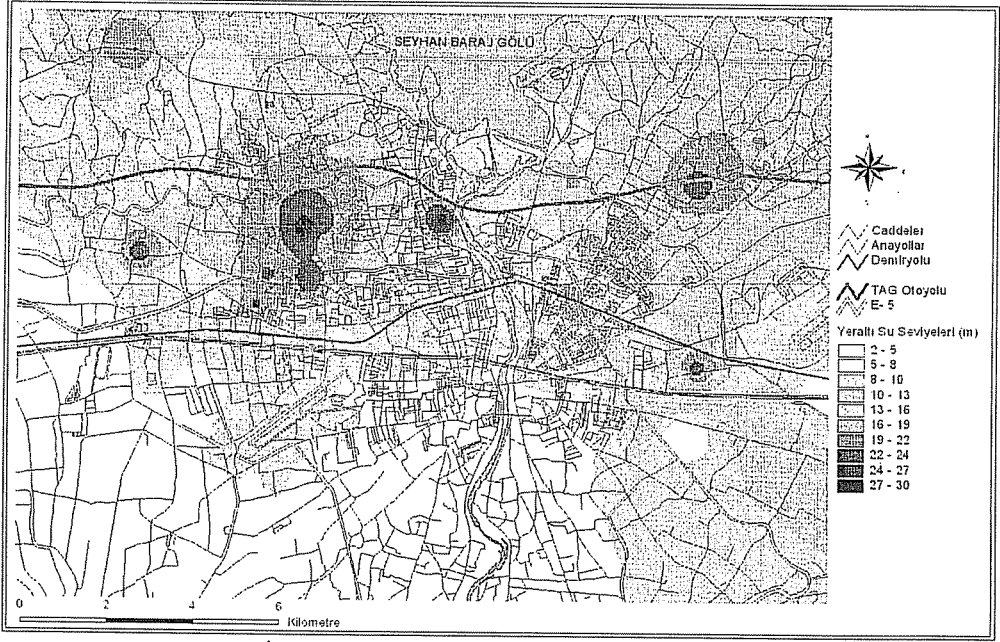 SEYHAN BARAJ GÖLÜ
Caddeler
Anayollar
Demiryolu
TAG Otoyolu
E-5
Yeraltı Su Seviyeleri (m)
2 - 5
5 - 8
8 - 10
10 - 13
13 - 16
16 - 19
19 - 22
22 - 24
24 - 27
27 - 30
0 2 4 6
Kilometre